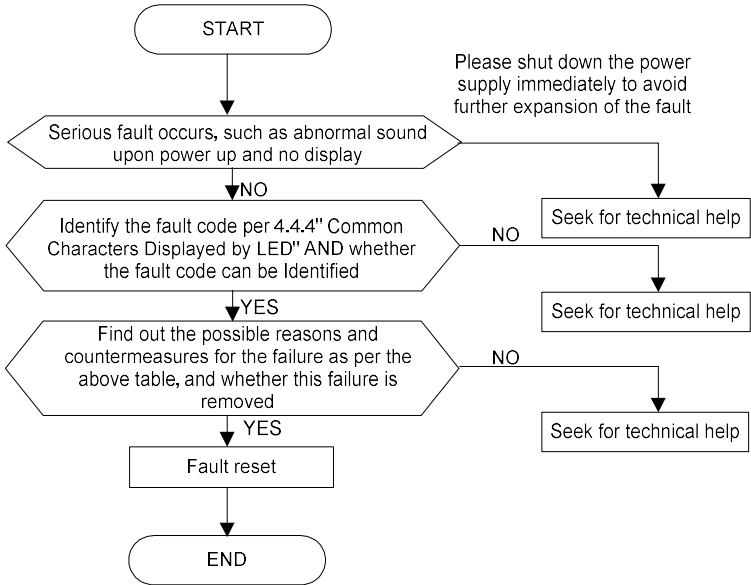 START
Please shut down the power
supply immediately to avoid
further expansion of the fault
Serious fault occurs, such as abnormal sound
upon power up and no display
NO
Seek for technical help
Identify the fault code per 4.4.4" Common
Characters Displayed by LED" AND whether
the fault code can be Identified
NO
Seek for technical help
YES
Find out the possible reasons and
countermeasures for the failure as per the
above table, and whether this failure is
removed
NO
Seek for technical help
YES
Fault reset
END